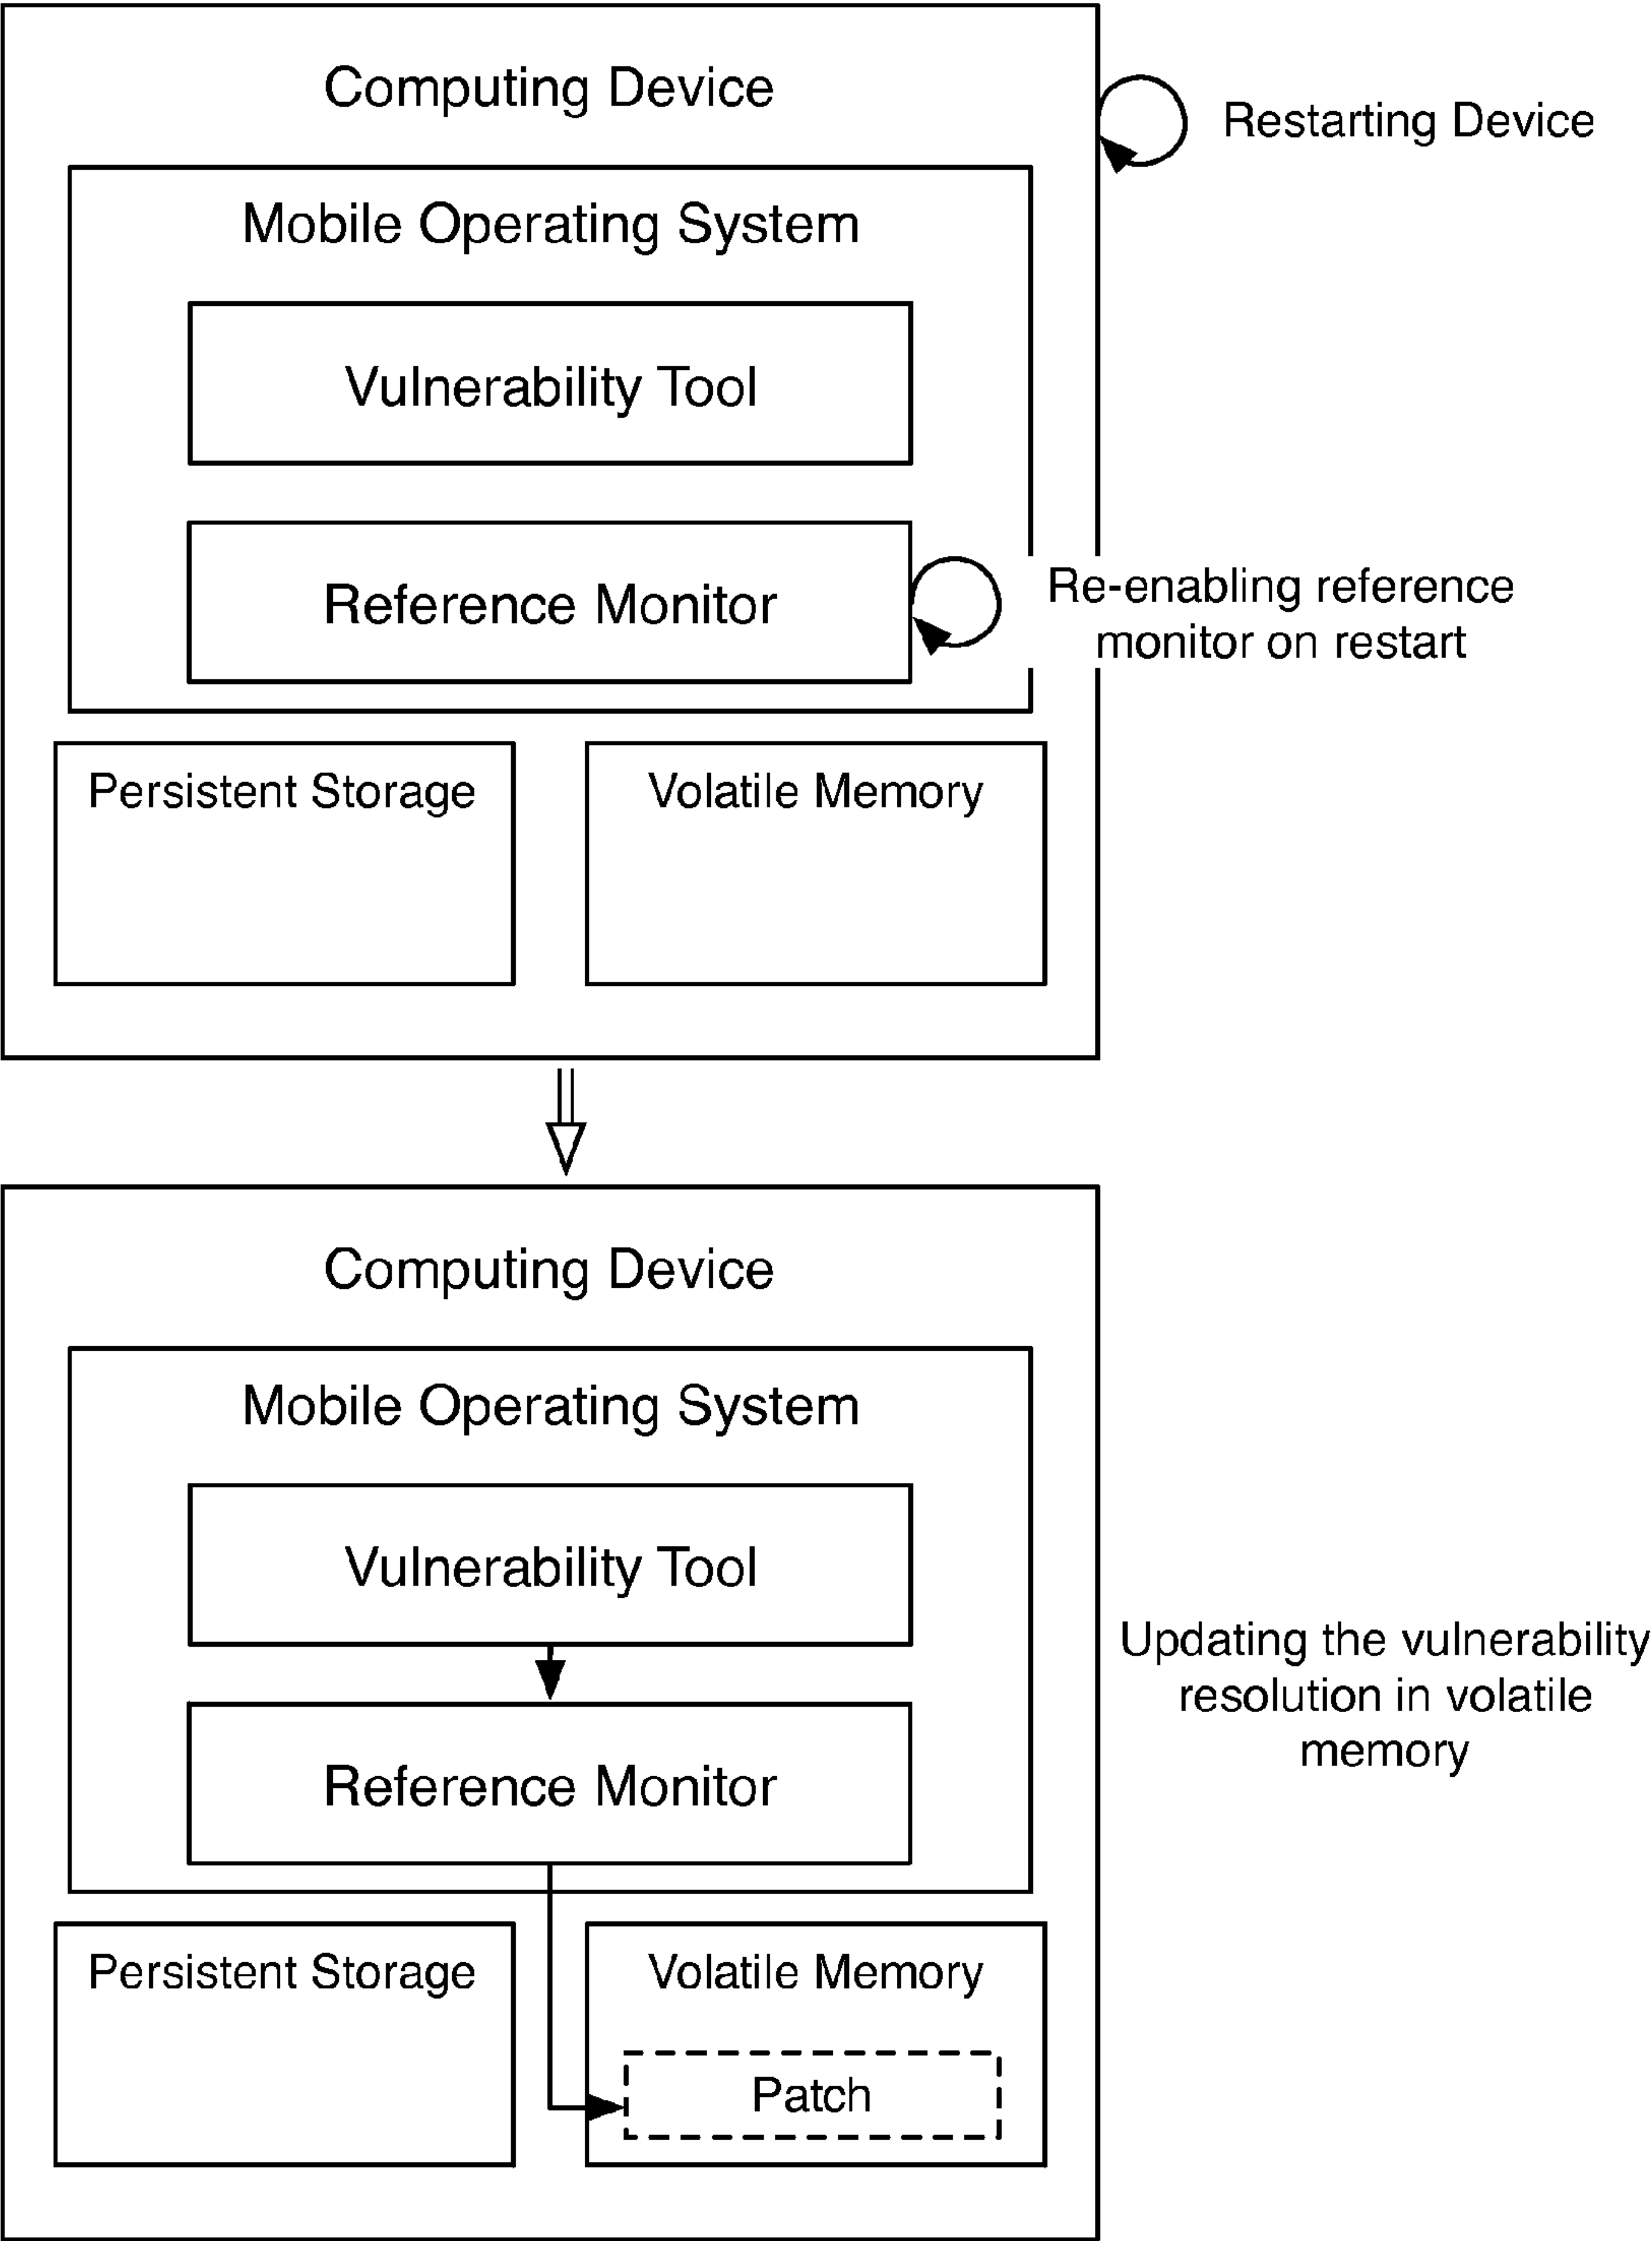 Computing Device
Restarting Device
Mobile Operating System
Vulnerability Tool
Reference Monitor
Re-enabling reference
monitor on restart
Persistent Storage
Volatile Memory
Computing Device
Mobile Operating System
Vulnerability Tool
Updating the vulnerability
resolution in volatile
memory
Reference Monitor
Persistent Storage
Volatile Memory
Patch